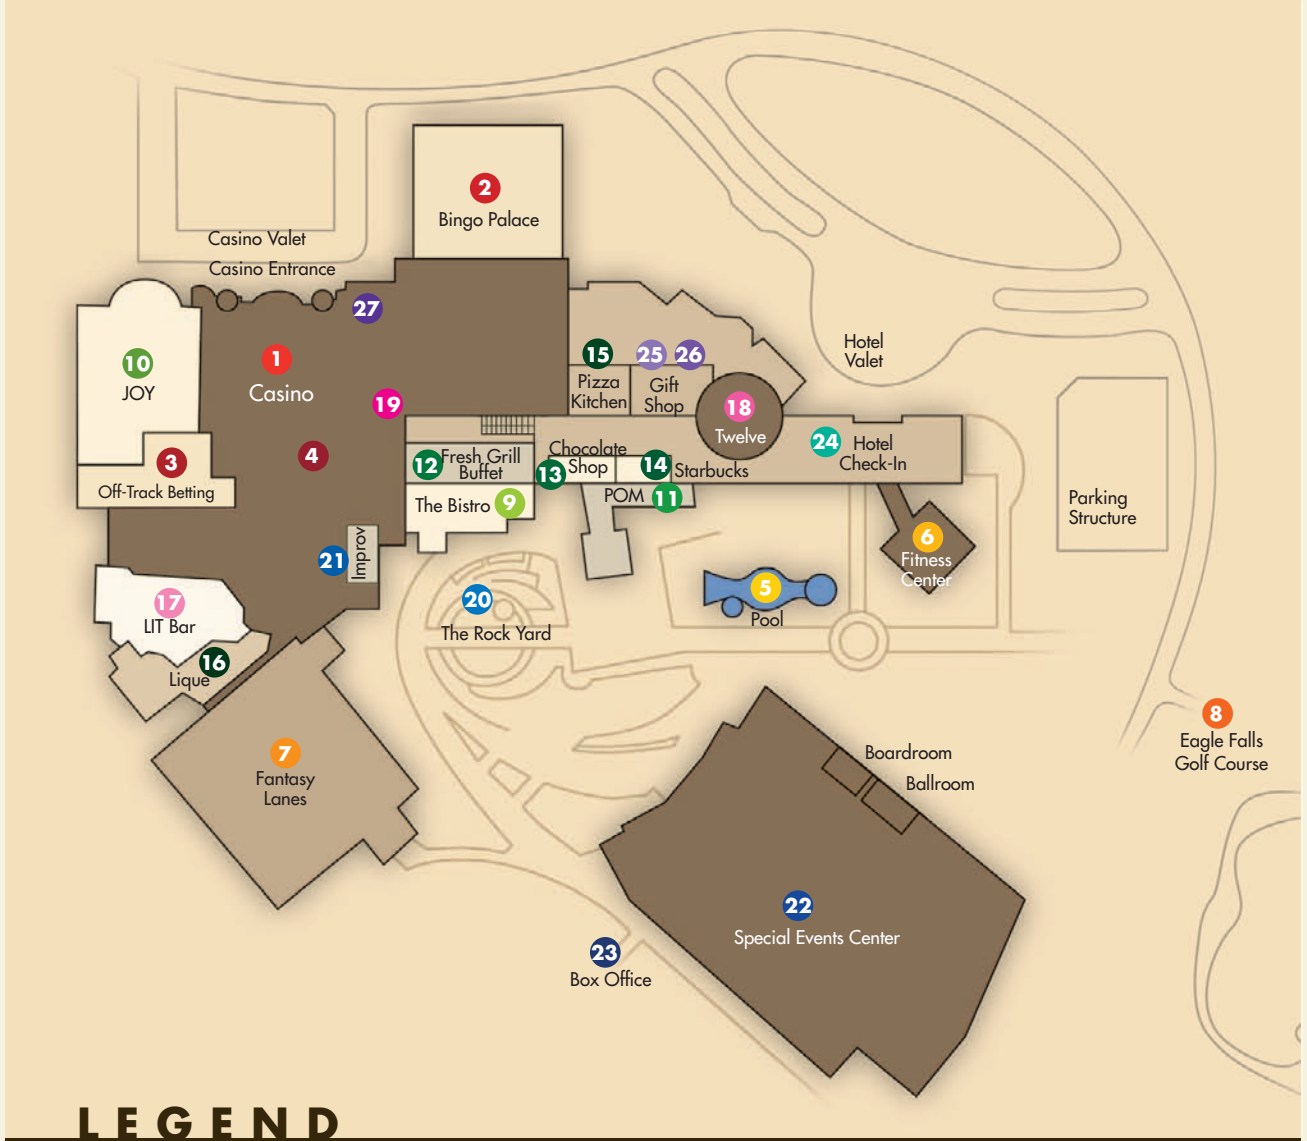 2
Bingo Palace
Casino Valet
Casino Entrance
27
10
JOY
1
Casino
19
15
Pizza
Kitchen
25
26
Gift
Shop
18
Twelve
Hotel
Valet
24
Hotel
Check-In
3
Off-Track Betting
4
12
Fresh Grill
Buffet
Chocolate
Shop
13
14
Starbucks
The Bistro
9
POM
11
Parking
Structure
6
Fitness
Center
21
Improv
5
Pool
20
The Rock Yard
17
LIT Bar
16
Lique
7
Fantasy
Lanes
8
Eagle Falls
Golf Course
Boardroom
Ballroom
22
Special Events Center
23
Box Office
LEGEND